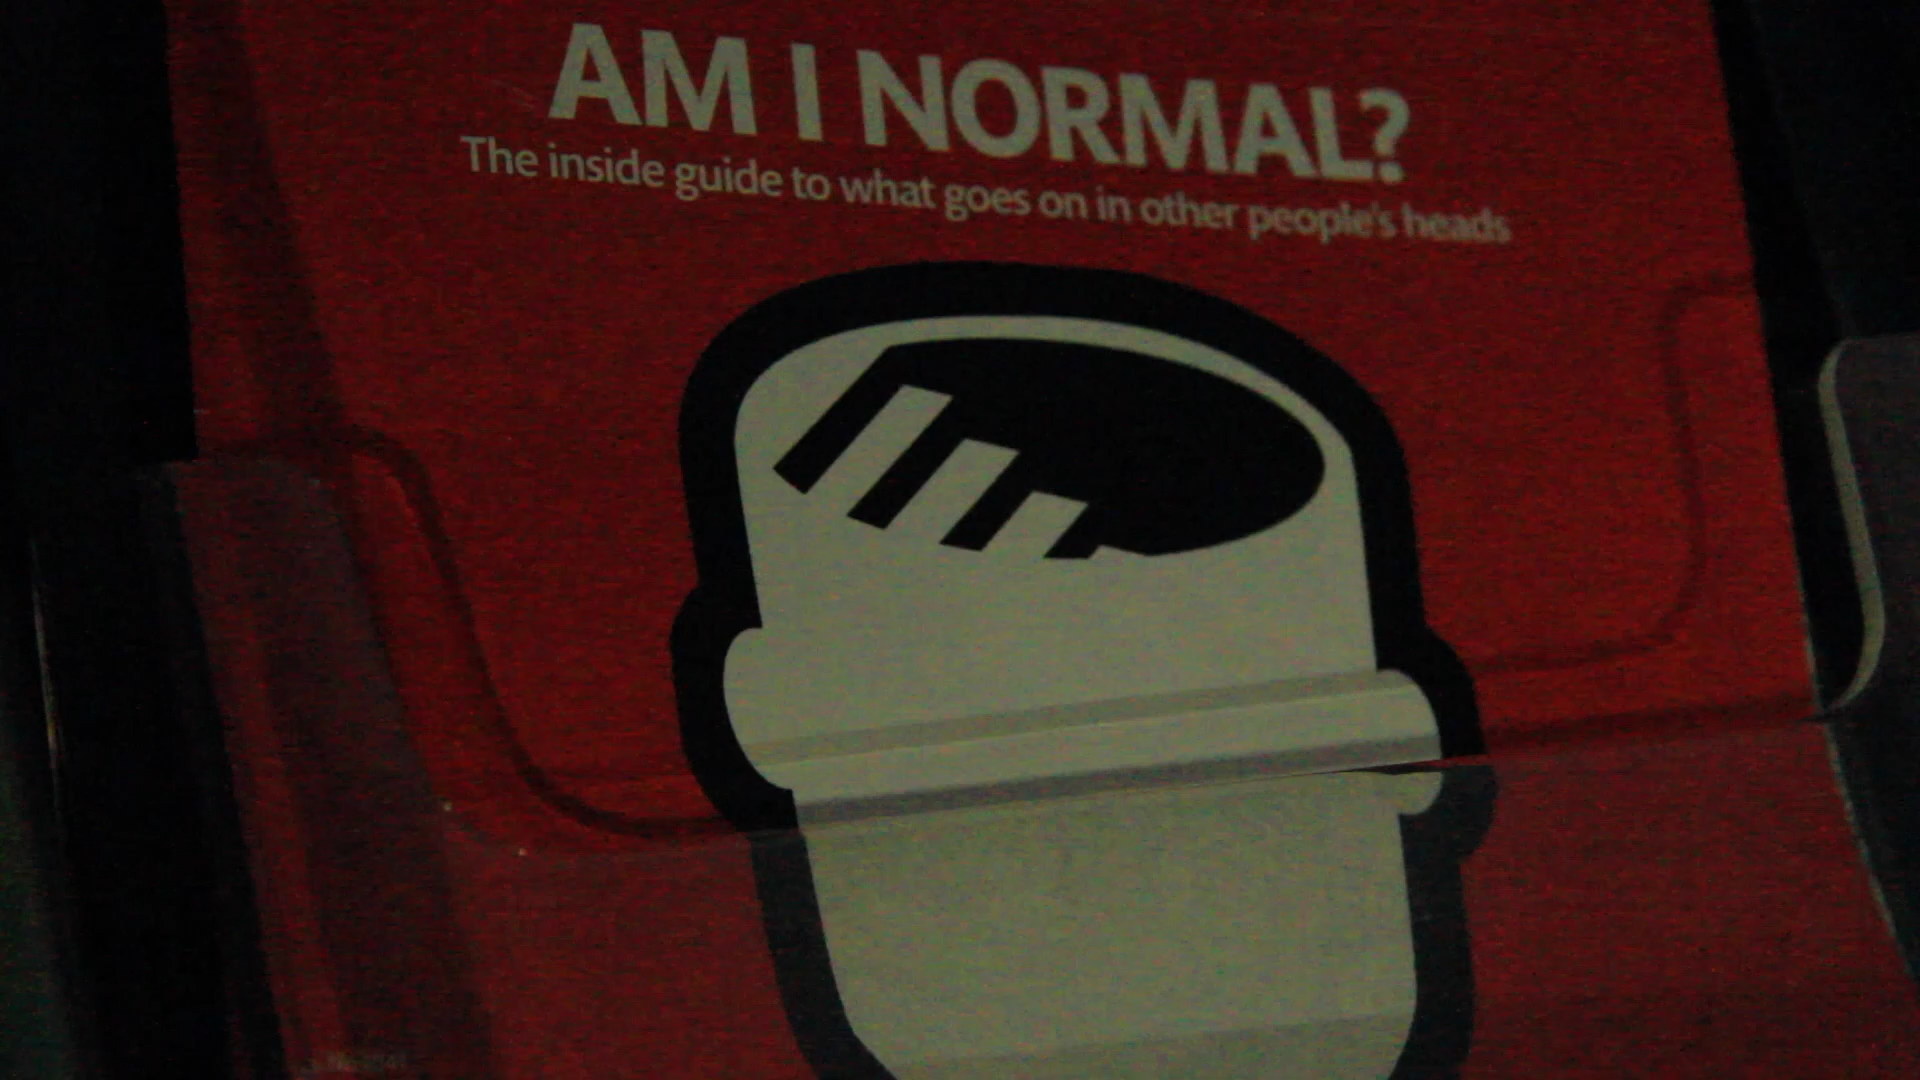 AM I NORMAL?
The inside guide to what goes on in other people's heads